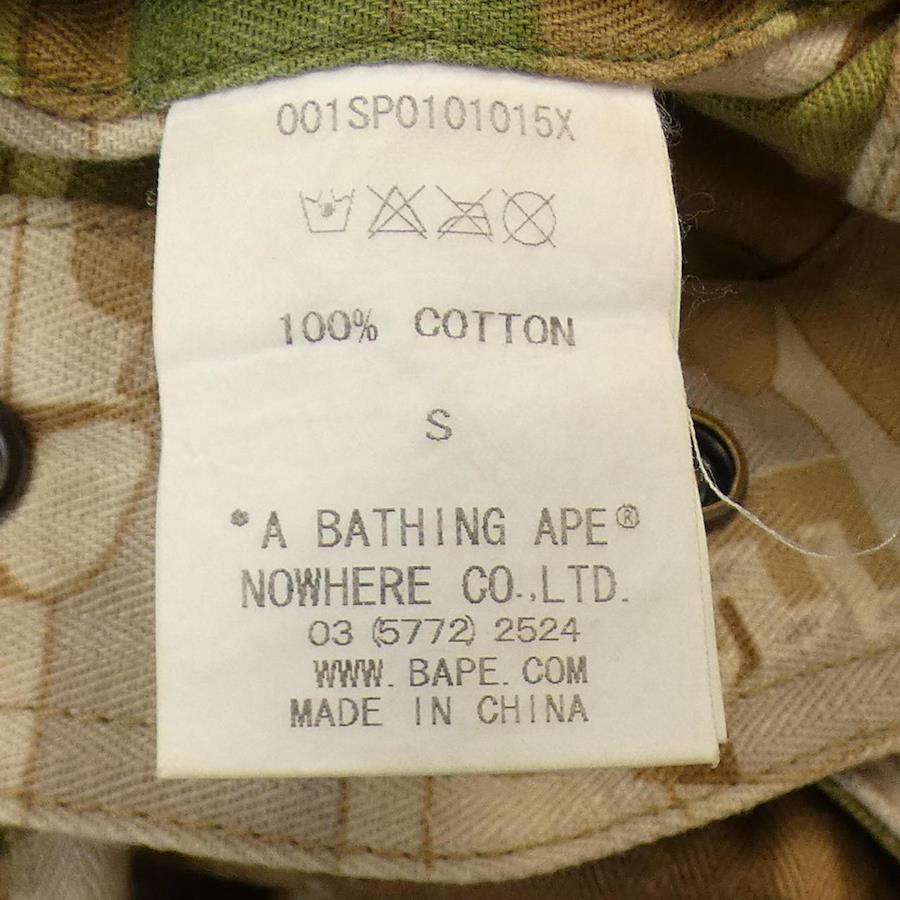 001SP0101015X
100% COTTON
S
*A BATHING APE®
NOWHERE CO.,LTD.
03 (5772) 2524
WWW. BAPE. COM
MADE IN CHINA